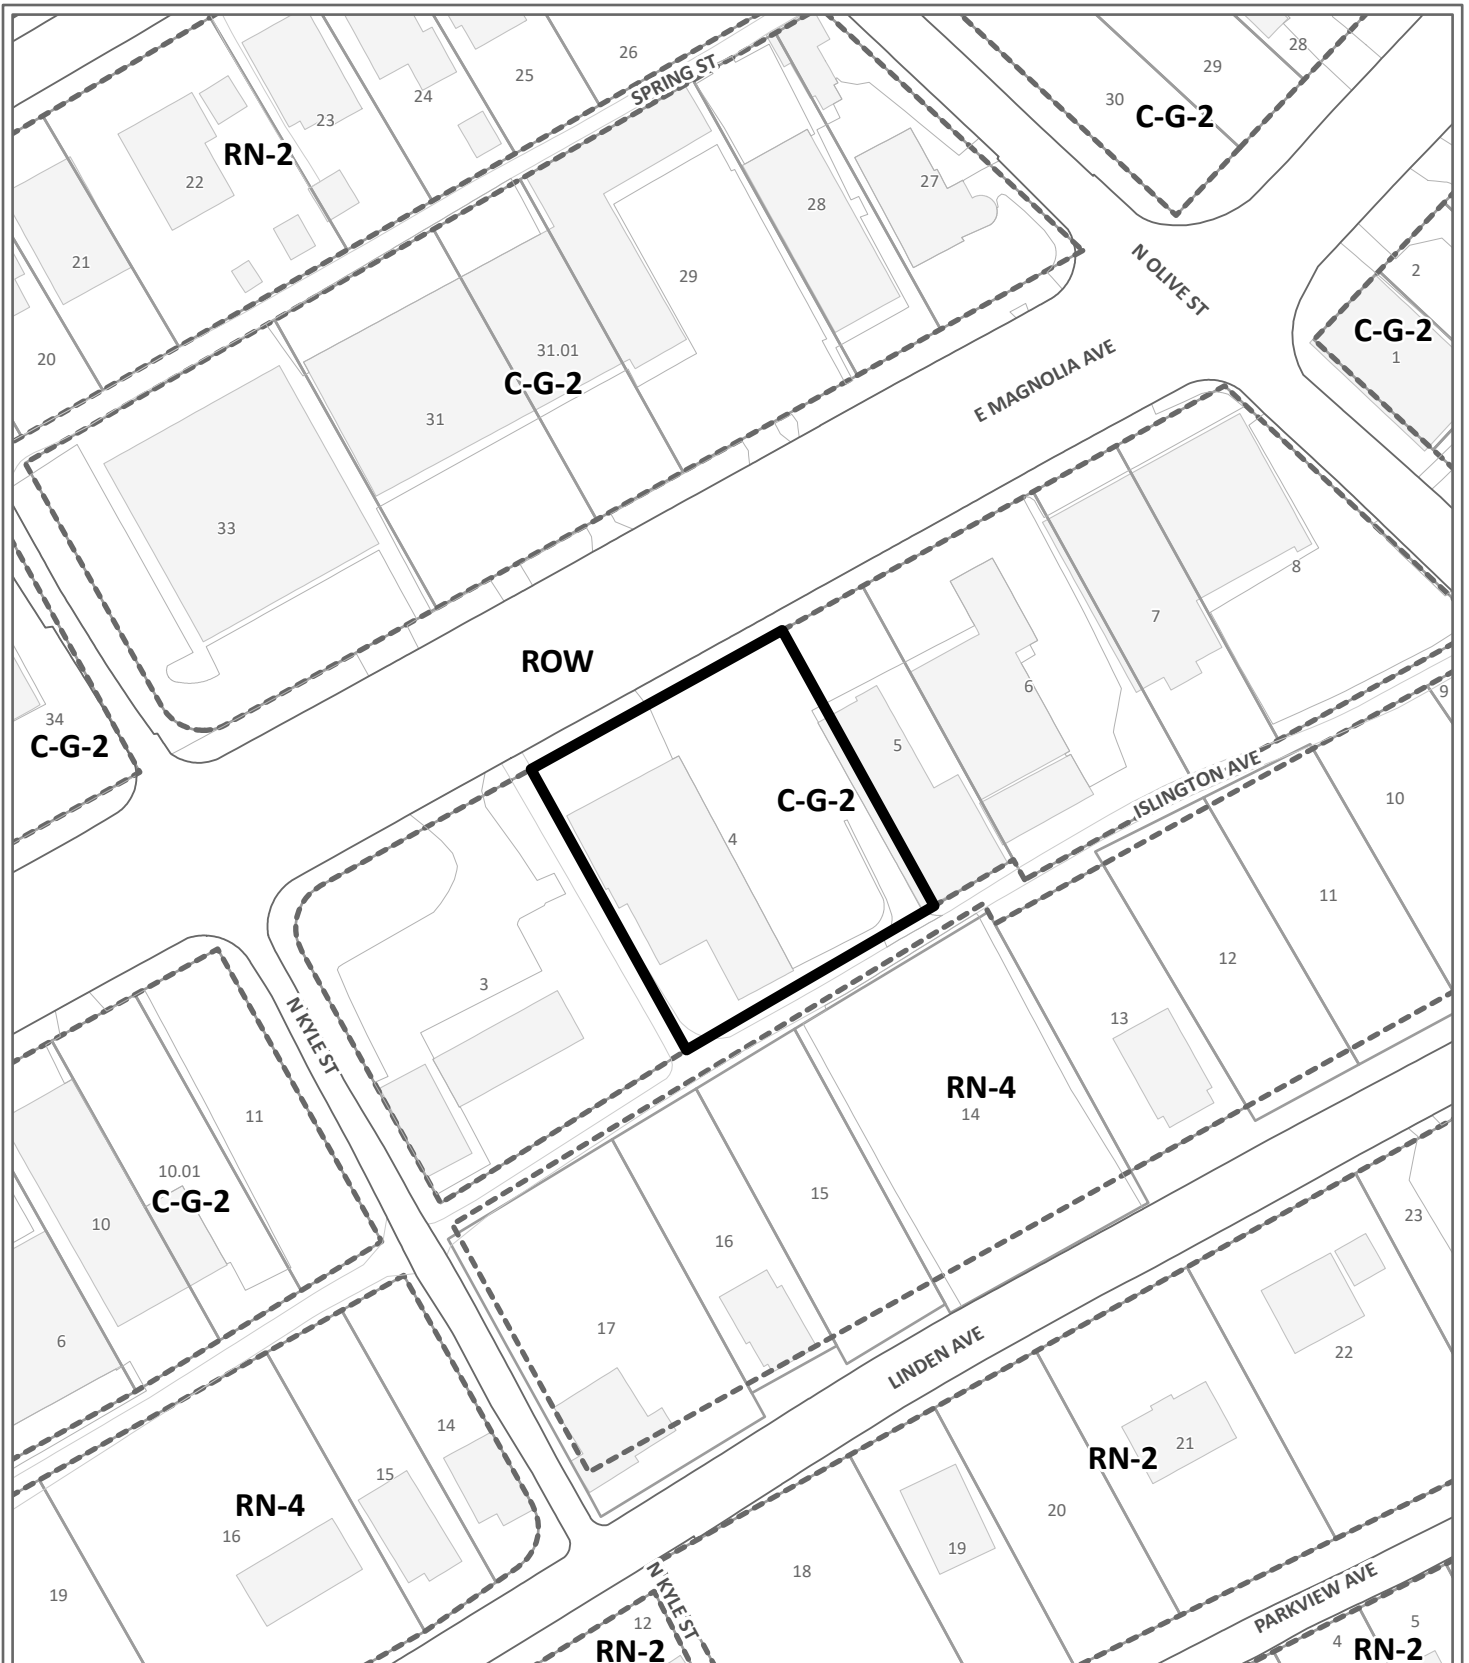 26
28
25
29
SPRING ST
24
30
C-G-2
23
RN-2
22
27
28
21
N OLIVE ST
2
29
C-G-2
1
20
31.01
E MAGNOLIA AVE
C-G-2
31
33
8
7
ROW
6
34
C-G-2
5
9
ISLINGTON AVE
C-G-2
10
4
11
12
3
13
N KYLE ST
RN-4
14
11
10.01
C-G-2
15
10
23
16
17
6
22
LINDEN AVE
14
21
RN-2
15
RN-4
16
20
19
18
19
N KYLE ST
PARKVIEW AVE
12
RN-2
5
4
RN-2